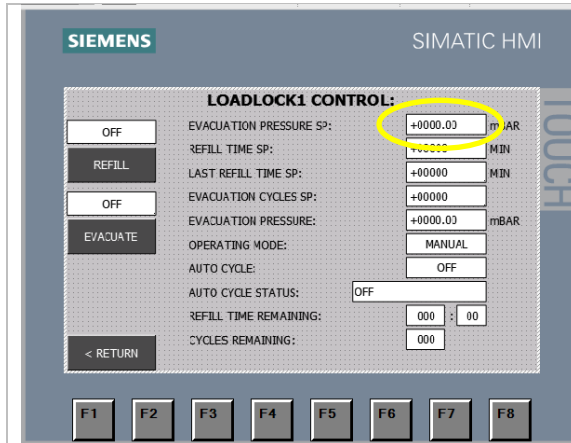 SIEMENS SIMATIC HMI
TOUCH
LOADLOCK1 CONTROL:
OFF
REFILL
OFF
EVACUATE
< RETURN
EVACUATION PRESSURE SP: +0000.00 mBAR
REFILL TIME SP: +00000 MIN
LAST REFILL TIME SP: +00000 MIN
EVACUATION CYCLES SP: +00000
EVACUATION PRESSURE: +0000.00 mBAR
OPERATING MODE: MANUAL
AUTO CYCLE: OFF
AUTO CYCLE STATUS: OFF
REFILL TIME REMAINING: 000 : 00
CYCLES REMAINING: 000
F1 F2 F3 F4 F5 F6 F7 F8